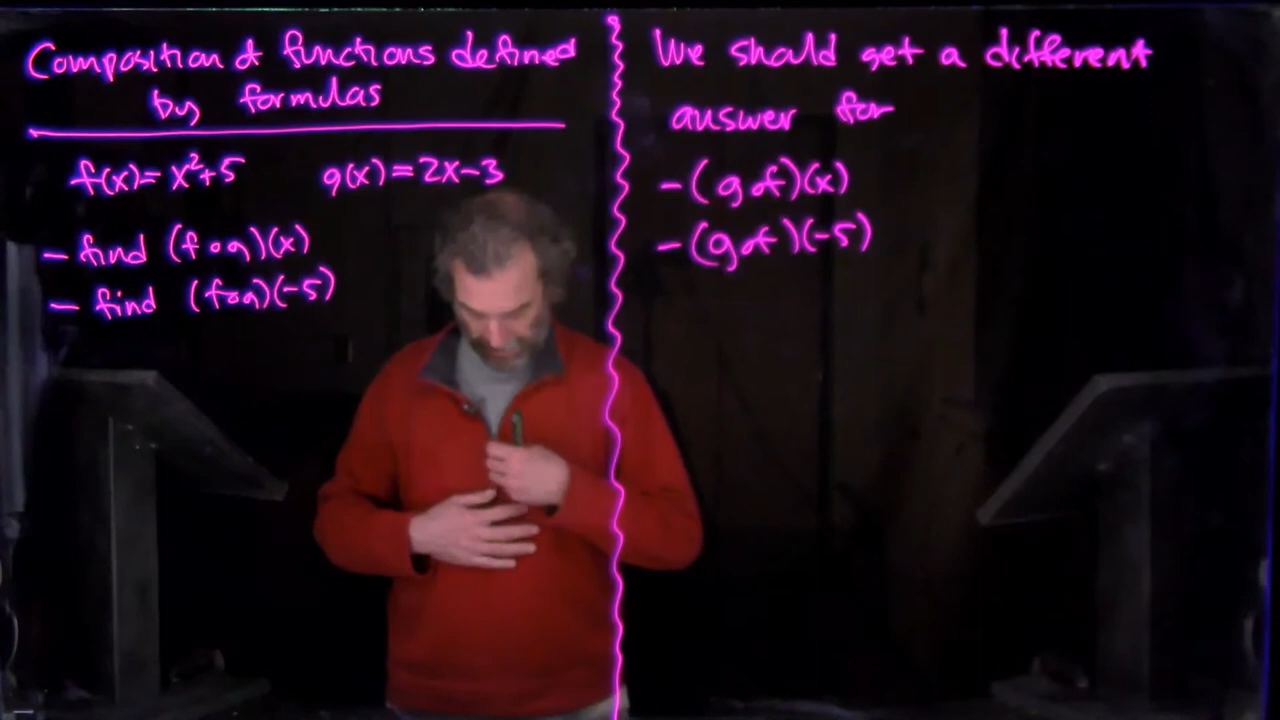 Composition of functions defined
by formulas
f(x)=x²+5 g(x)=2x-3
- find (f∘g)(x)
- find (f∘g)(-5)
We should get a different
answer for
-(g∘f)(x)
-(g∘f)(-5)